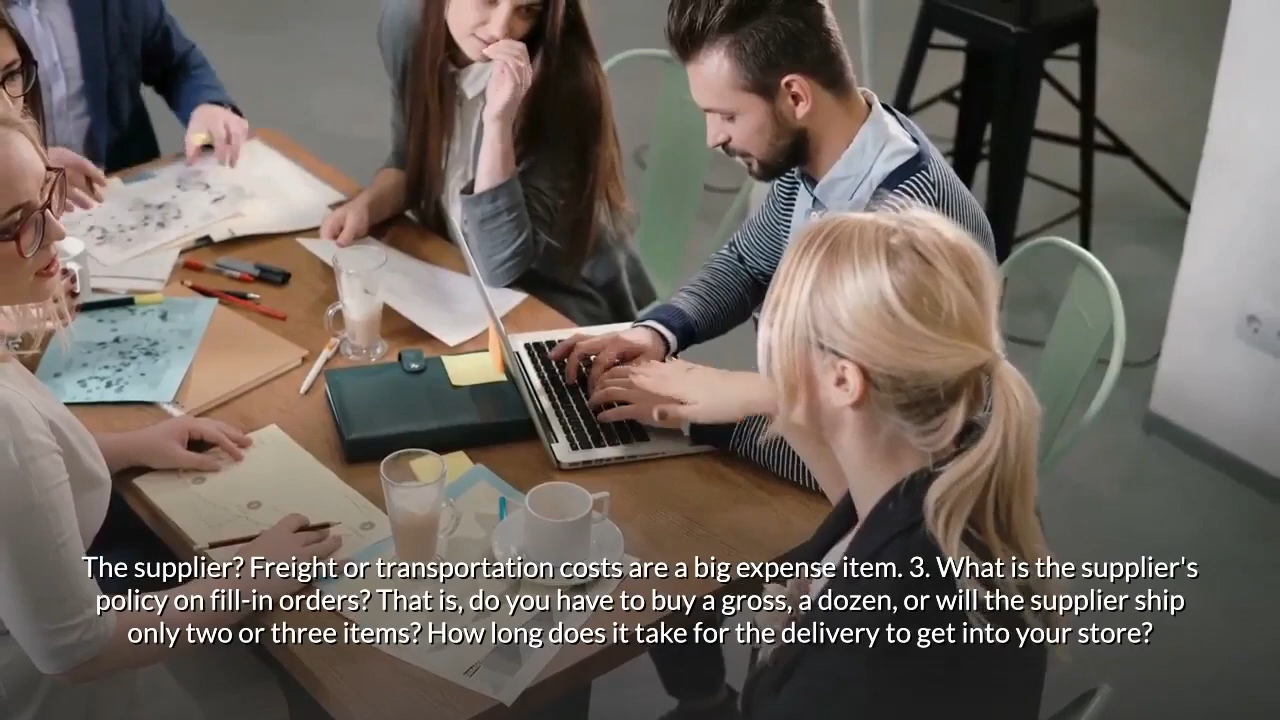 The supplier? Freight or transportation costs are a big expense item. 3. What is the supplier's
policy on fill-in orders? That is, do you have to buy a gross, a dozen, or will the supplier ship
only two or three items? How long does it take for the delivery to get into your store?